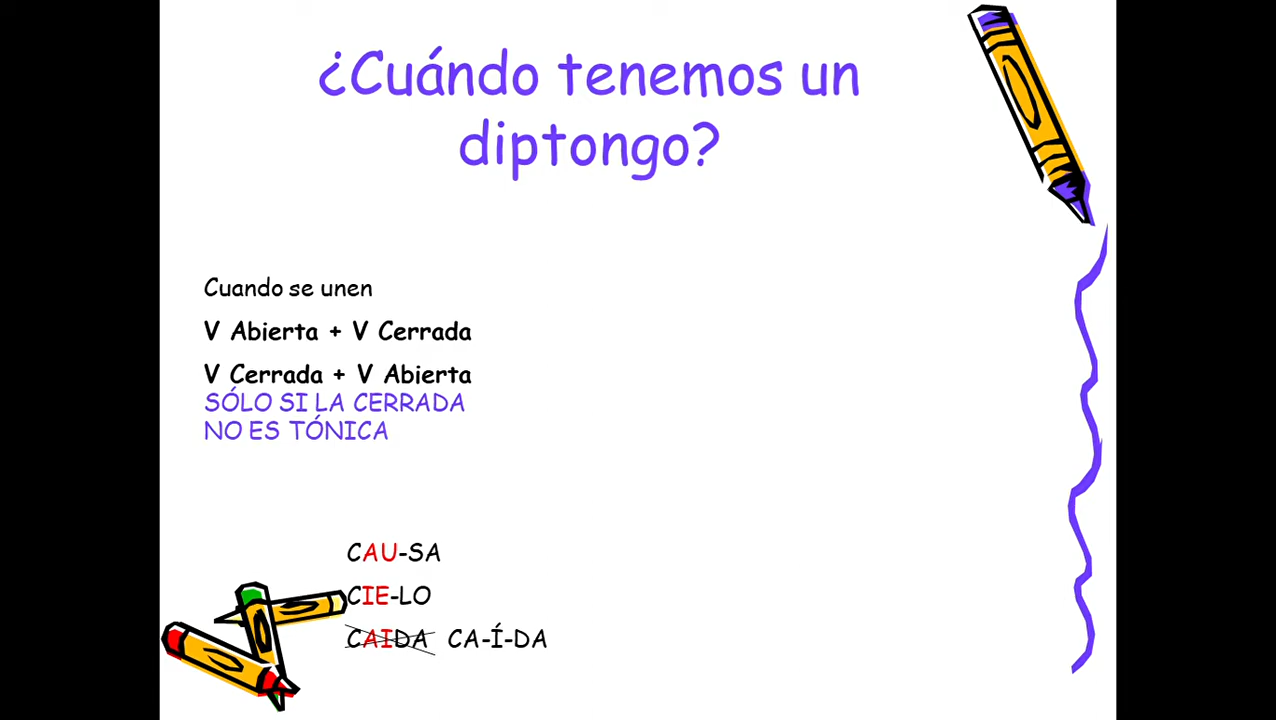 ¿Cuándo tenemos un
diptongo?
Cuando se unen
V Abierta + V Cerrada
V Cerrada + V Abierta
SÓLO SI LA CERRADA
NO ES TÓNICA
CAU-SA
CIE-LO
CAIDA CA-Í-DA